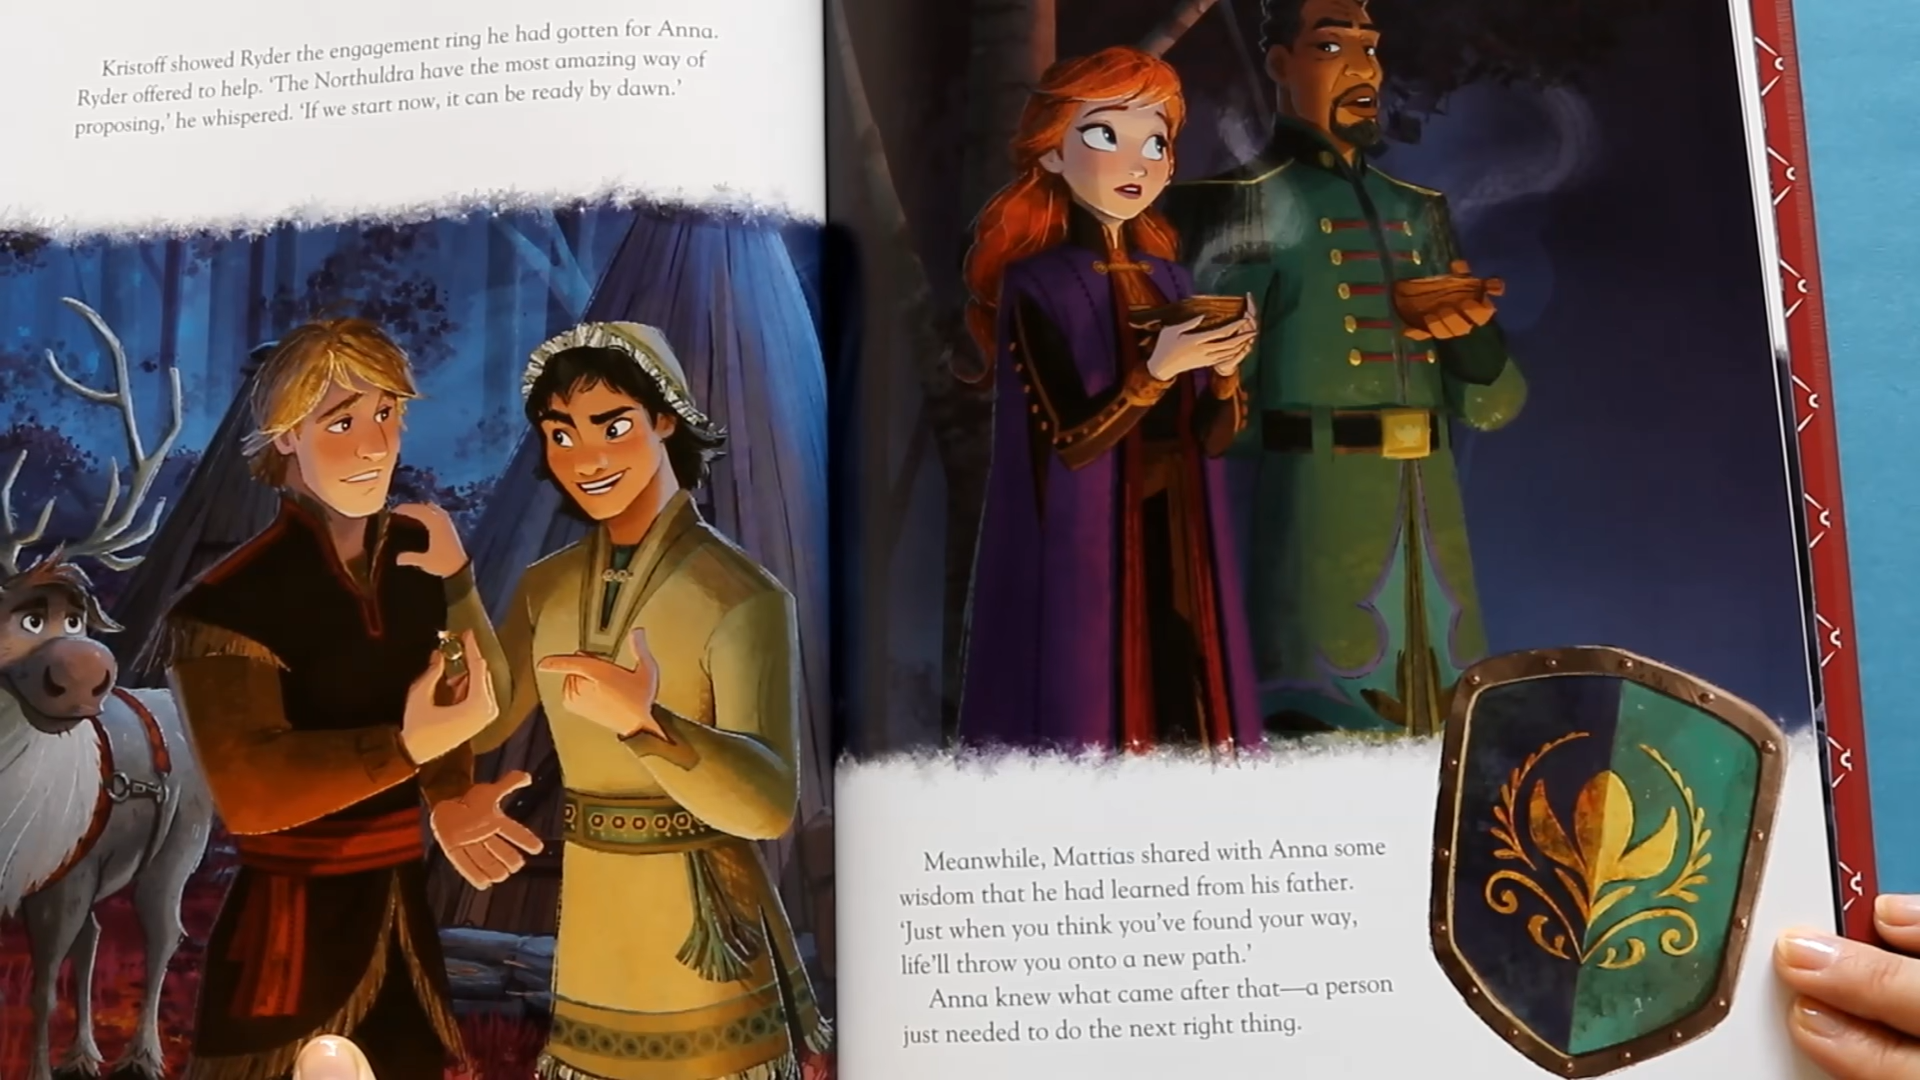 Kristoff showed Ryder the engagement ring he had gotten for Anna.
Ryder offered to help. ‘The Northuldra have the most amazing way of
proposing,’ he whispered. ‘If we start now, it can be ready by dawn.’
Meanwhile, Mattias shared with Anna some
wisdom that he had learned from his father.
‘Just when you think you’ve found your way,
life’ll throw you onto a new path.’
Anna knew what came after that—a person
just needed to do the next right thing.